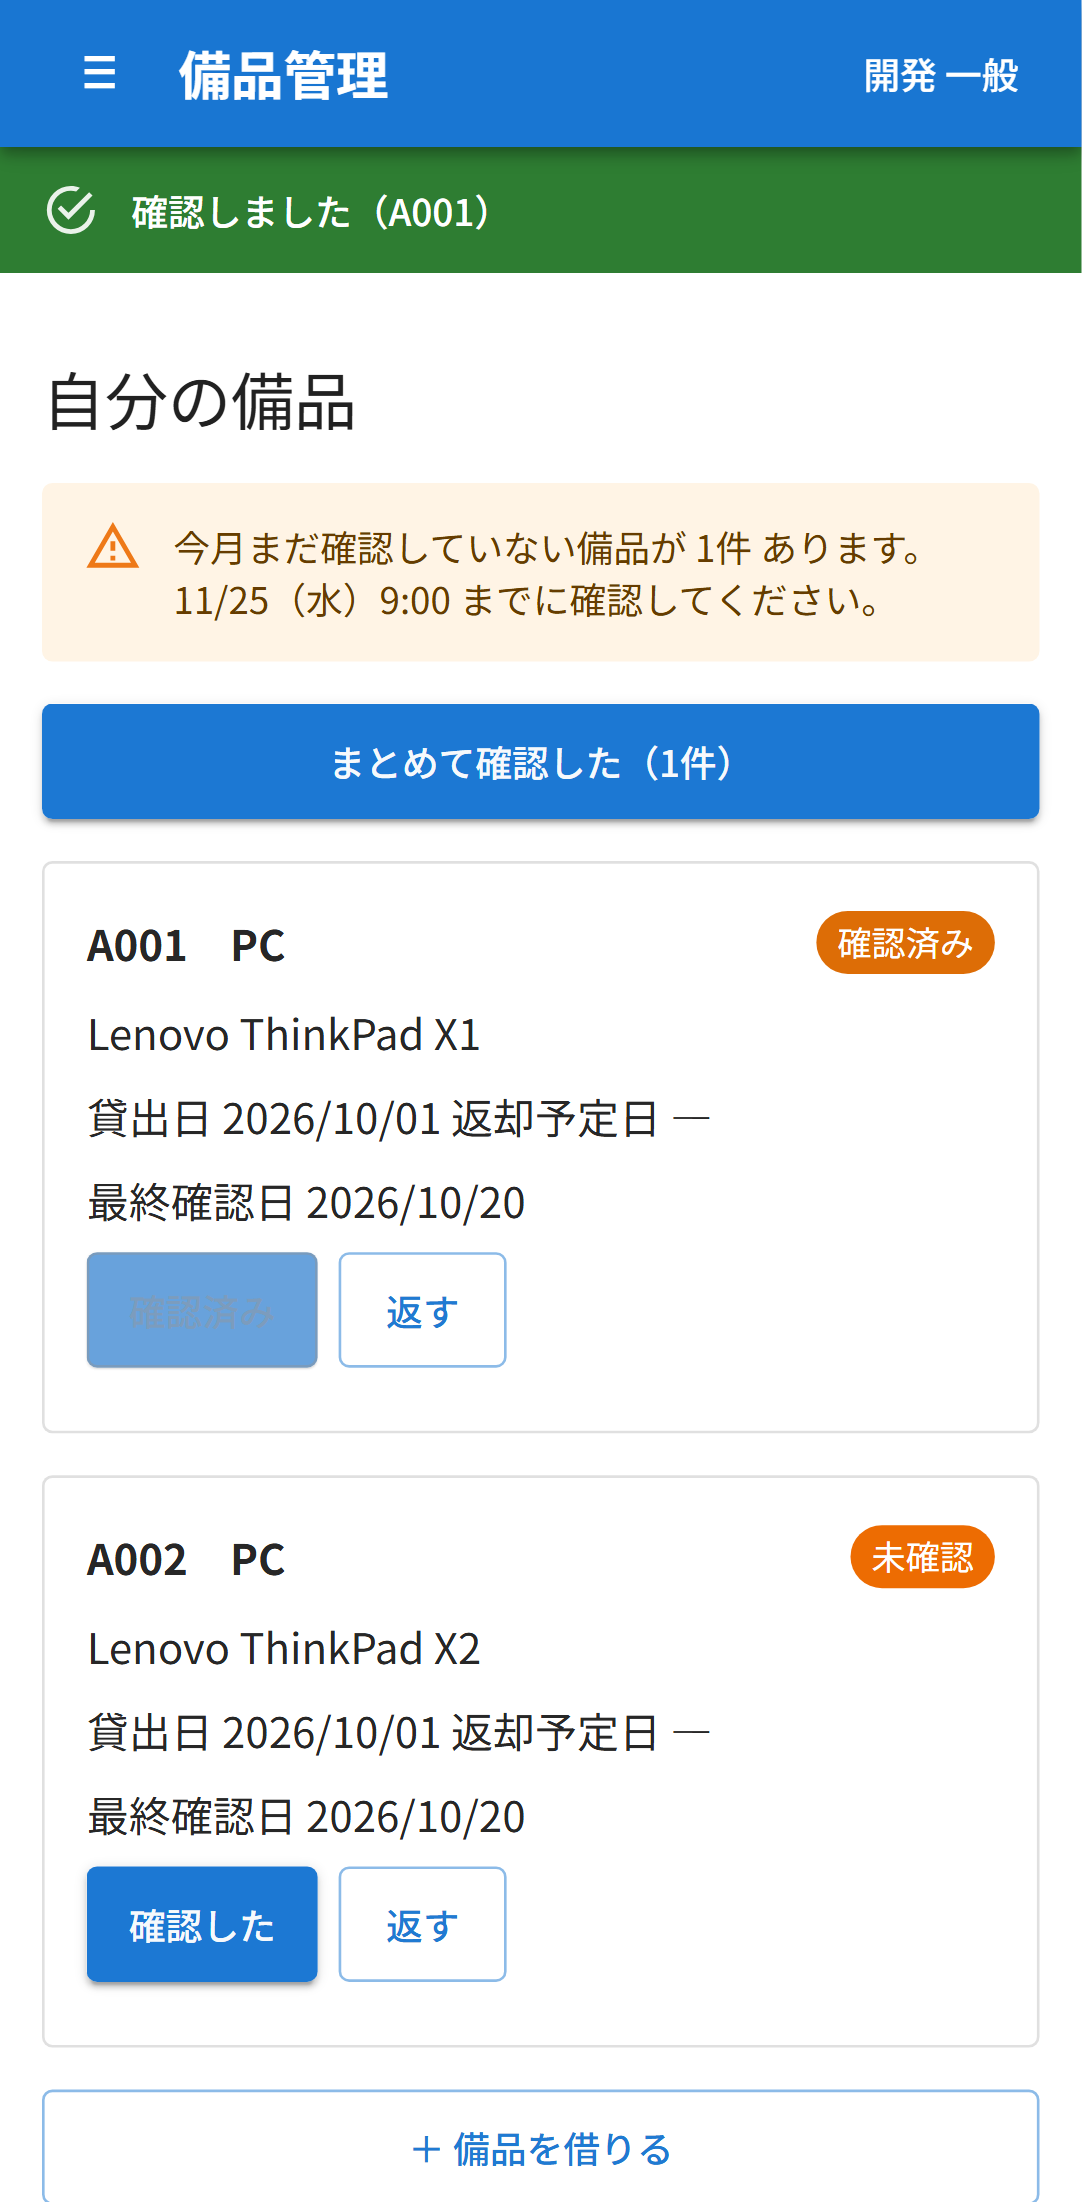 備品管理
開発 一般
確認しました（A001）
自分の備品
今月まだ確認していない備品が 1件 あります。
11/25（水）9:00 までに確認してください。
まとめて確認した（1件）
A001　PC
確認済み
Lenovo ThinkPad X1
貸出日 2026/10/01 返却予定日 —
最終確認日 2026/10/20
確認済み
返す
A002　PC
未確認
Lenovo ThinkPad X2
貸出日 2026/10/01 返却予定日 —
最終確認日 2026/10/20
確認した
返す
＋ 備品を借りる